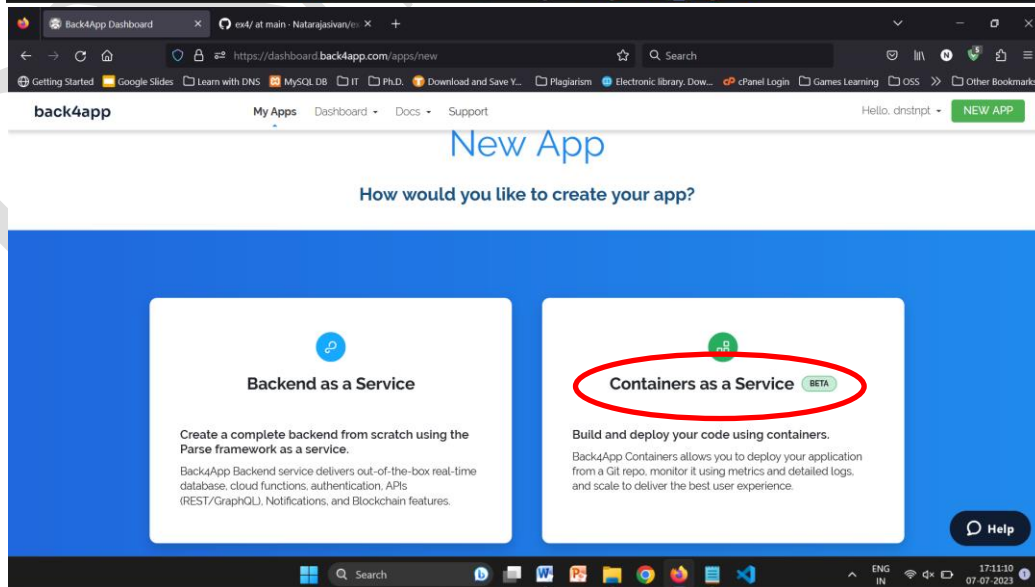 Back4App Dashboard
ex4/ at main · Natarajasivan/ex
https://dashboard.back4app.com/apps/new
Search
Getting Started
Google Slides
Learn with DNS
MySQL DB
IT
Ph.D.
Download and Save Y...
Plagiarism
Electronic library. Dow...
cPanel Login
Games Learning
OSS
Other Bookmarks
back4app
My Apps
Dashboard
Docs
Support
Hello, dnstnpt
NEW APP
New App
How would you like to create your app?
Backend as a Service
Create a complete backend from scratch using the
Parse framework as a service.
Back4App Backend service delivers out-of-the-box real-time
database, cloud functions, authentication, APIs
(REST/GraphQL), Notifications, and Blockchain features.
Containers as a Service BETA
Build and deploy your code using containers.
Back4App Containers allows you to deploy your application
from a Git repo, monitor it using metrics and detailed logs,
and scale to deliver the best user experience.
Help
Search
ENG
IN
17:11:10
07-07-2023